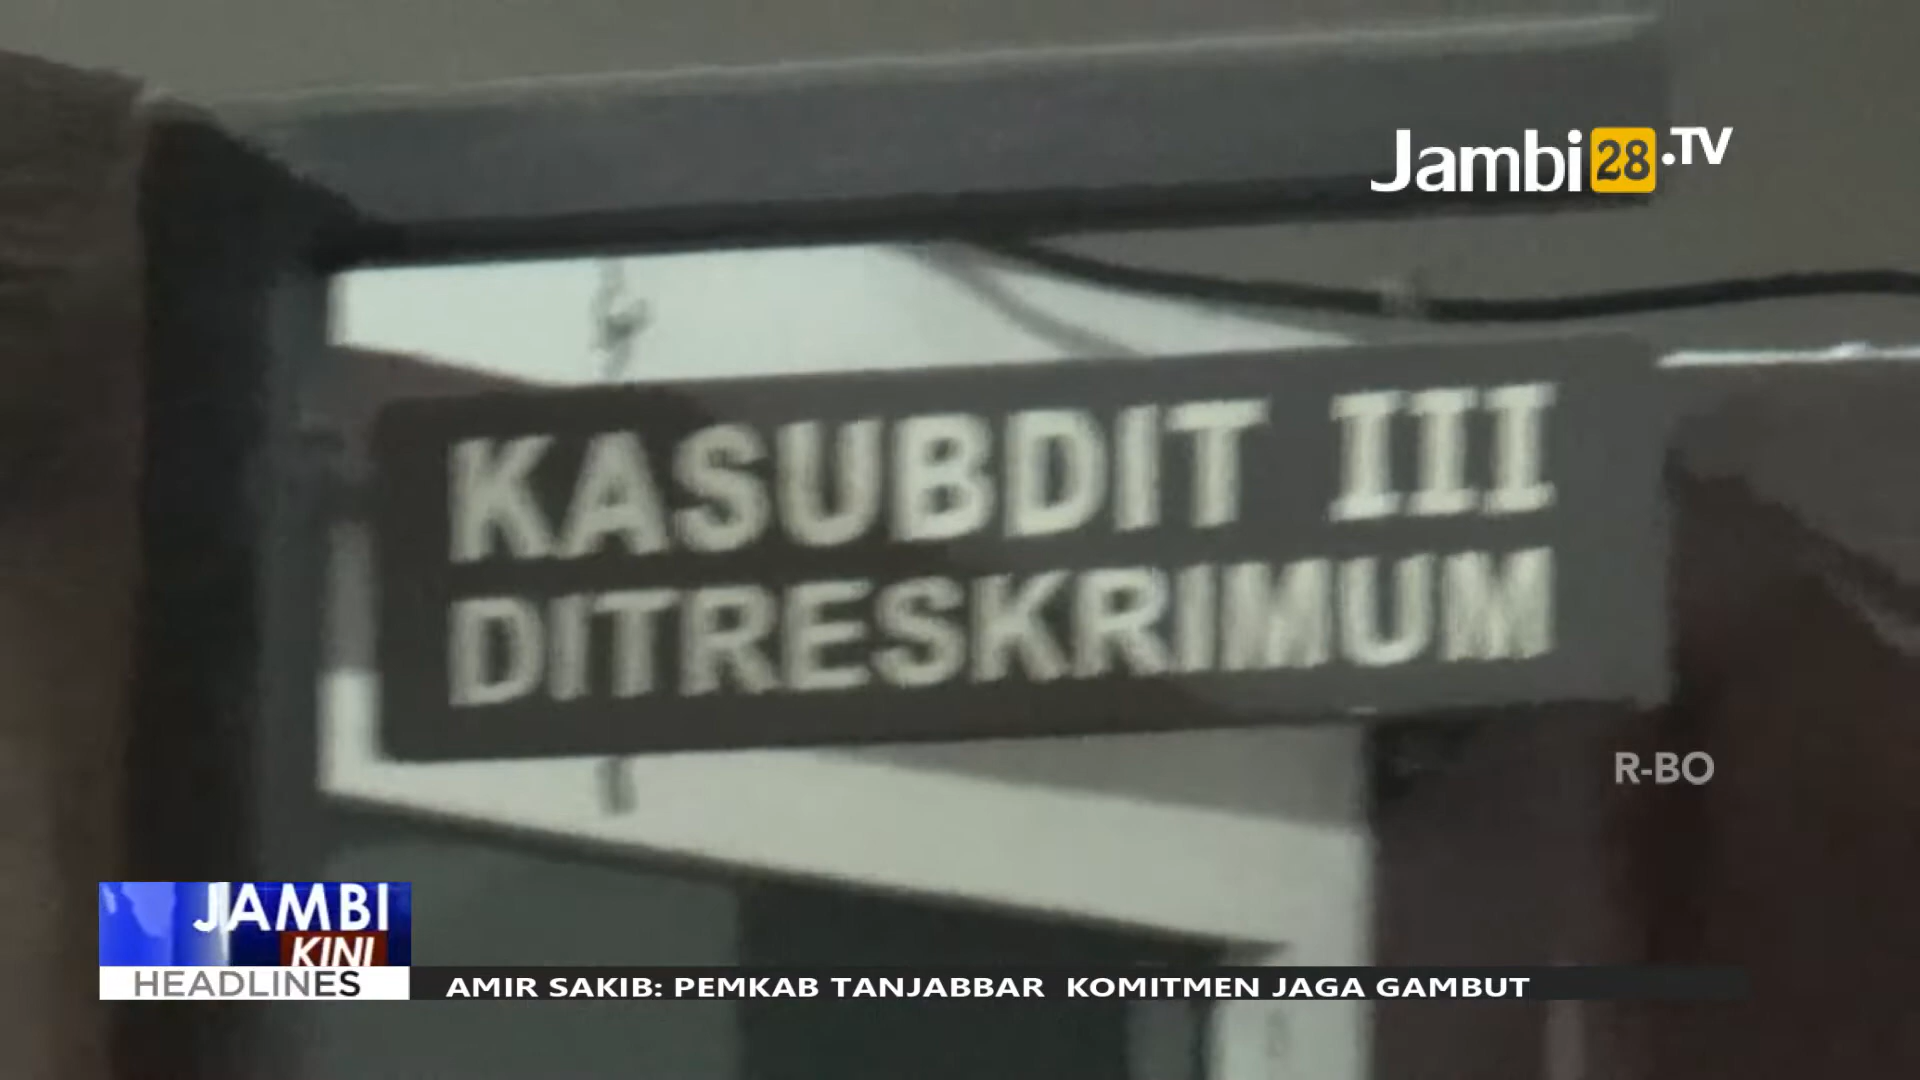 Jambi28.TV
KASUBDIT III
DITRESKRIMUM
R-BO
JAMBI
KINI
HEADLINES
AMIR SAKIB: PEMKAB TANJABBAR KOMITMEN JAGA GAMBUT